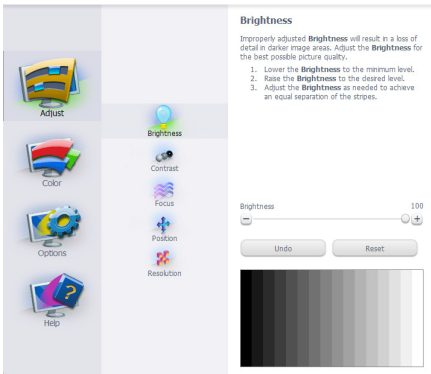 Adjust
Color
Options
Help
Brightness
Contrast
Focus
Position
Resolution
Brightness
Improperly adjusted Brightness will result in a loss of
detail in darker image areas. Adjust the Brightness for
the best possible picture quality.
1. Lower the Brightness to the minimum level.
2. Raise the Brightness to the desired level.
3. Adjust the Brightness as needed to achieve
an equal separation of the stripes.
Brightness 100
Undo Reset